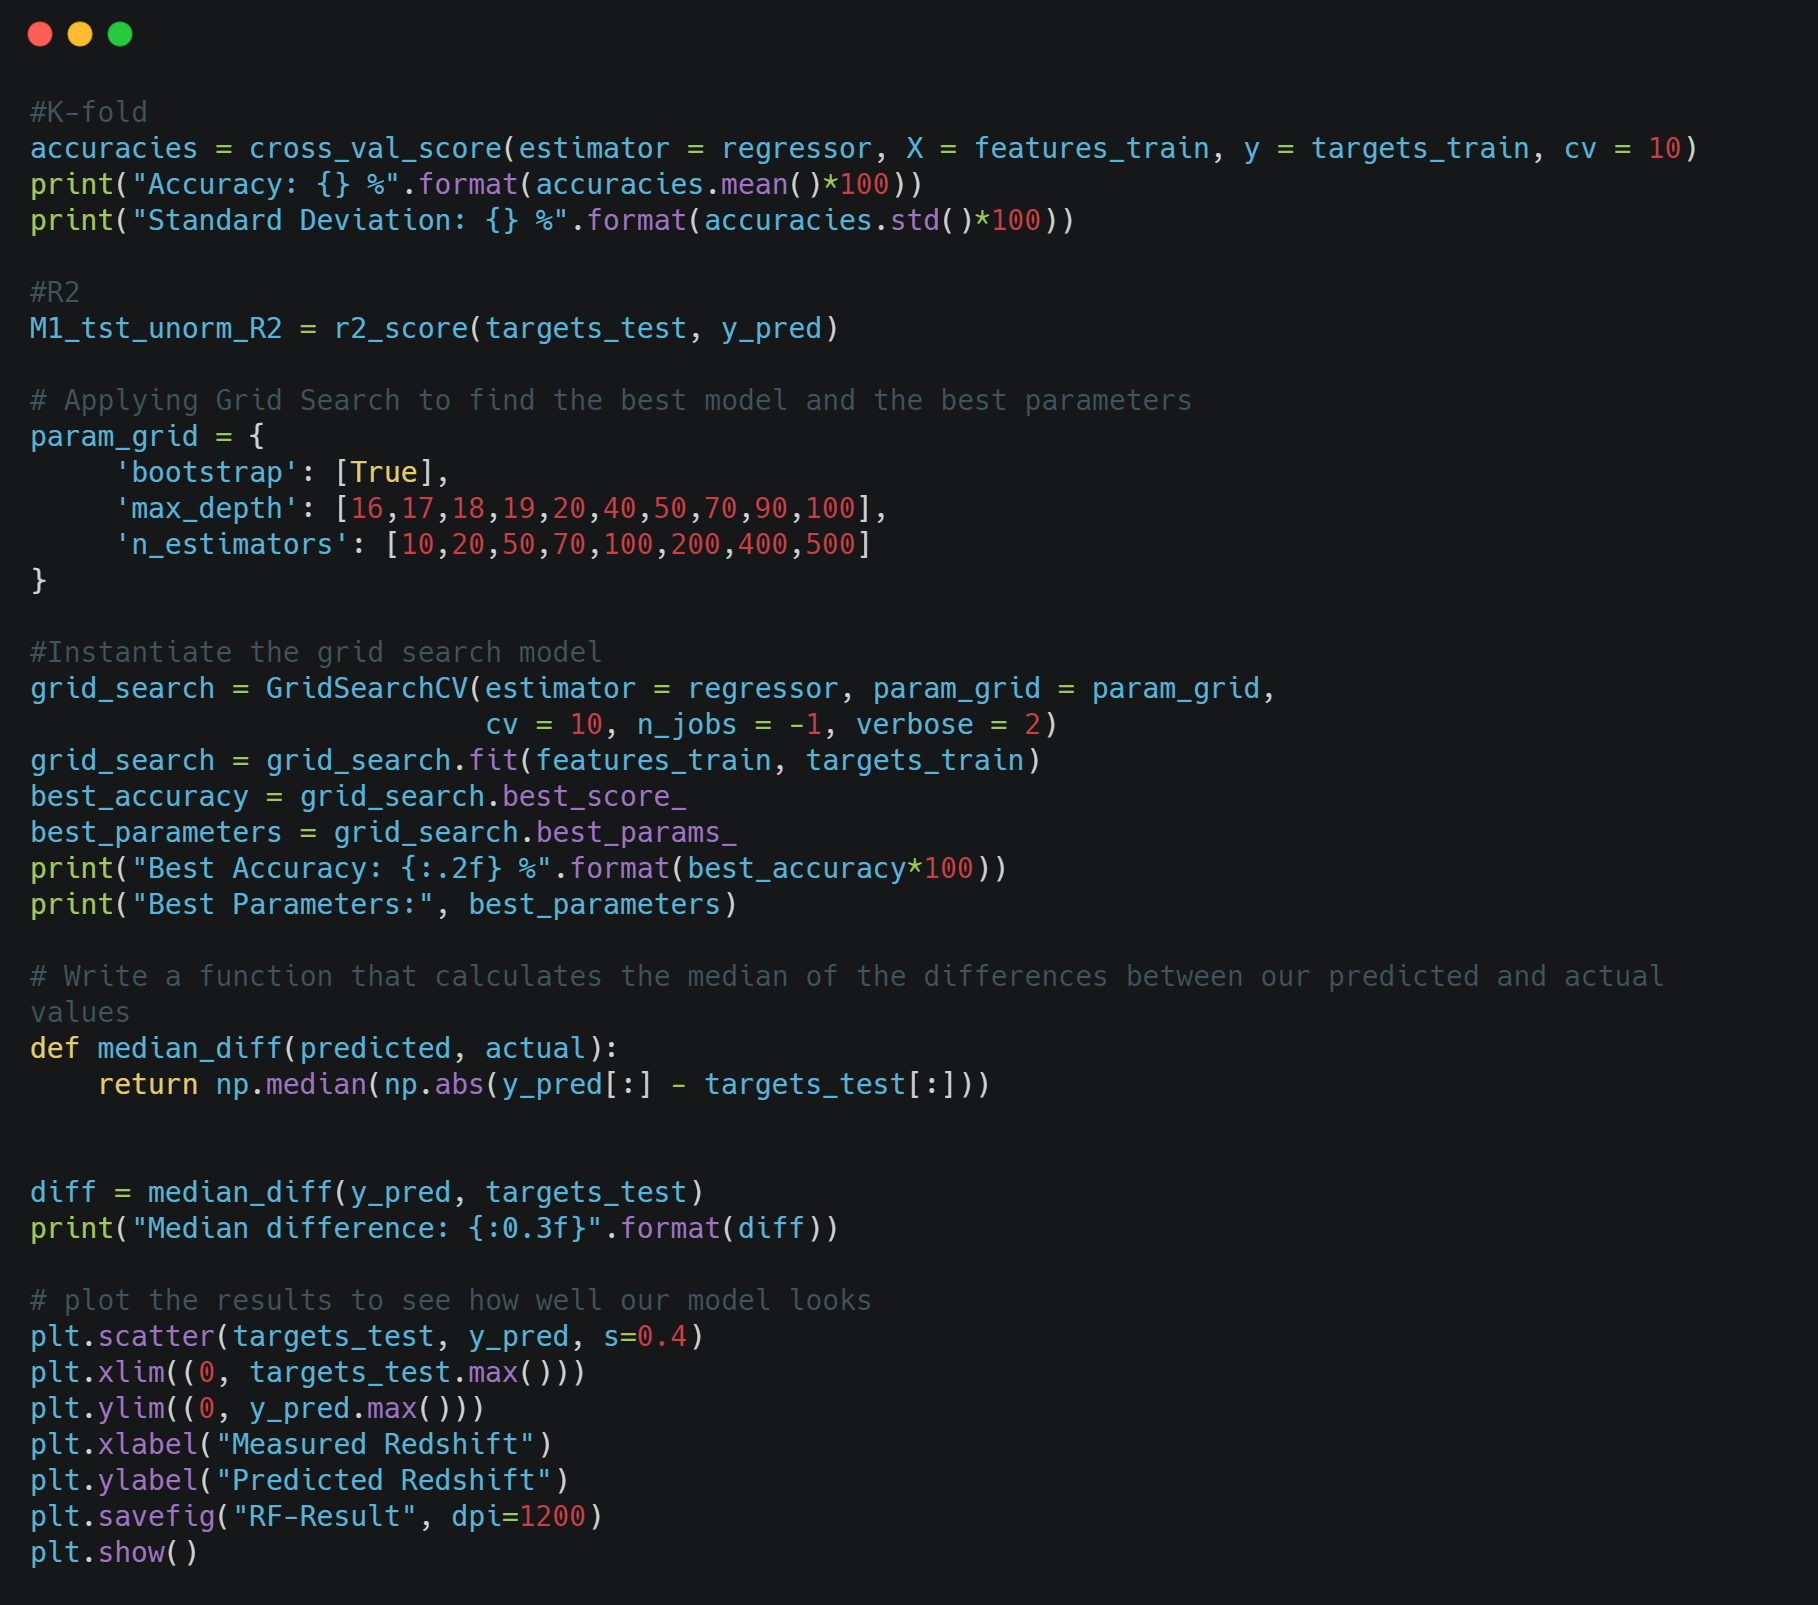 #K-fold
accuracies = cross_val_score(estimator = regressor, X = features_train, y = targets_train, cv = 10)
print("Accuracy: {} %".format(accuracies.mean()*100))
print("Standard Deviation: {} %".format(accuracies.std()*100))

#R2
M1_tst_unorm_R2 = r2_score(targets_test, y_pred)

# Applying Grid Search to find the best model and the best parameters
param_grid = {
     'bootstrap': [True],
     'max_depth': [16,17,18,19,20,40,50,70,90,100],
     'n_estimators': [10,20,50,70,100,200,400,500]
}

#Instantiate the grid search model
grid_search = GridSearchCV(estimator = regressor, param_grid = param_grid,
                           cv = 10, n_jobs = -1, verbose = 2)
grid_search = grid_search.fit(features_train, targets_train)
best_accuracy = grid_search.best_score_
best_parameters = grid_search.best_params_
print("Best Accuracy: {:.2f} %".format(best_accuracy*100))
print("Best Parameters:", best_parameters)

# Write a function that calculates the median of the differences between our predicted and actual
values
def median_diff(predicted, actual):
    return np.median(np.abs(y_pred[:] - targets_test[:]))


diff = median_diff(y_pred, targets_test)
print("Median difference: {:0.3f}".format(diff))

# plot the results to see how well our model looks
plt.scatter(targets_test, y_pred, s=0.4)
plt.xlim((0, targets_test.max()))
plt.ylim((0, y_pred.max()))
plt.xlabel("Measured Redshift")
plt.ylabel("Predicted Redshift")
plt.savefig("RF-Result", dpi=1200)
plt.show()